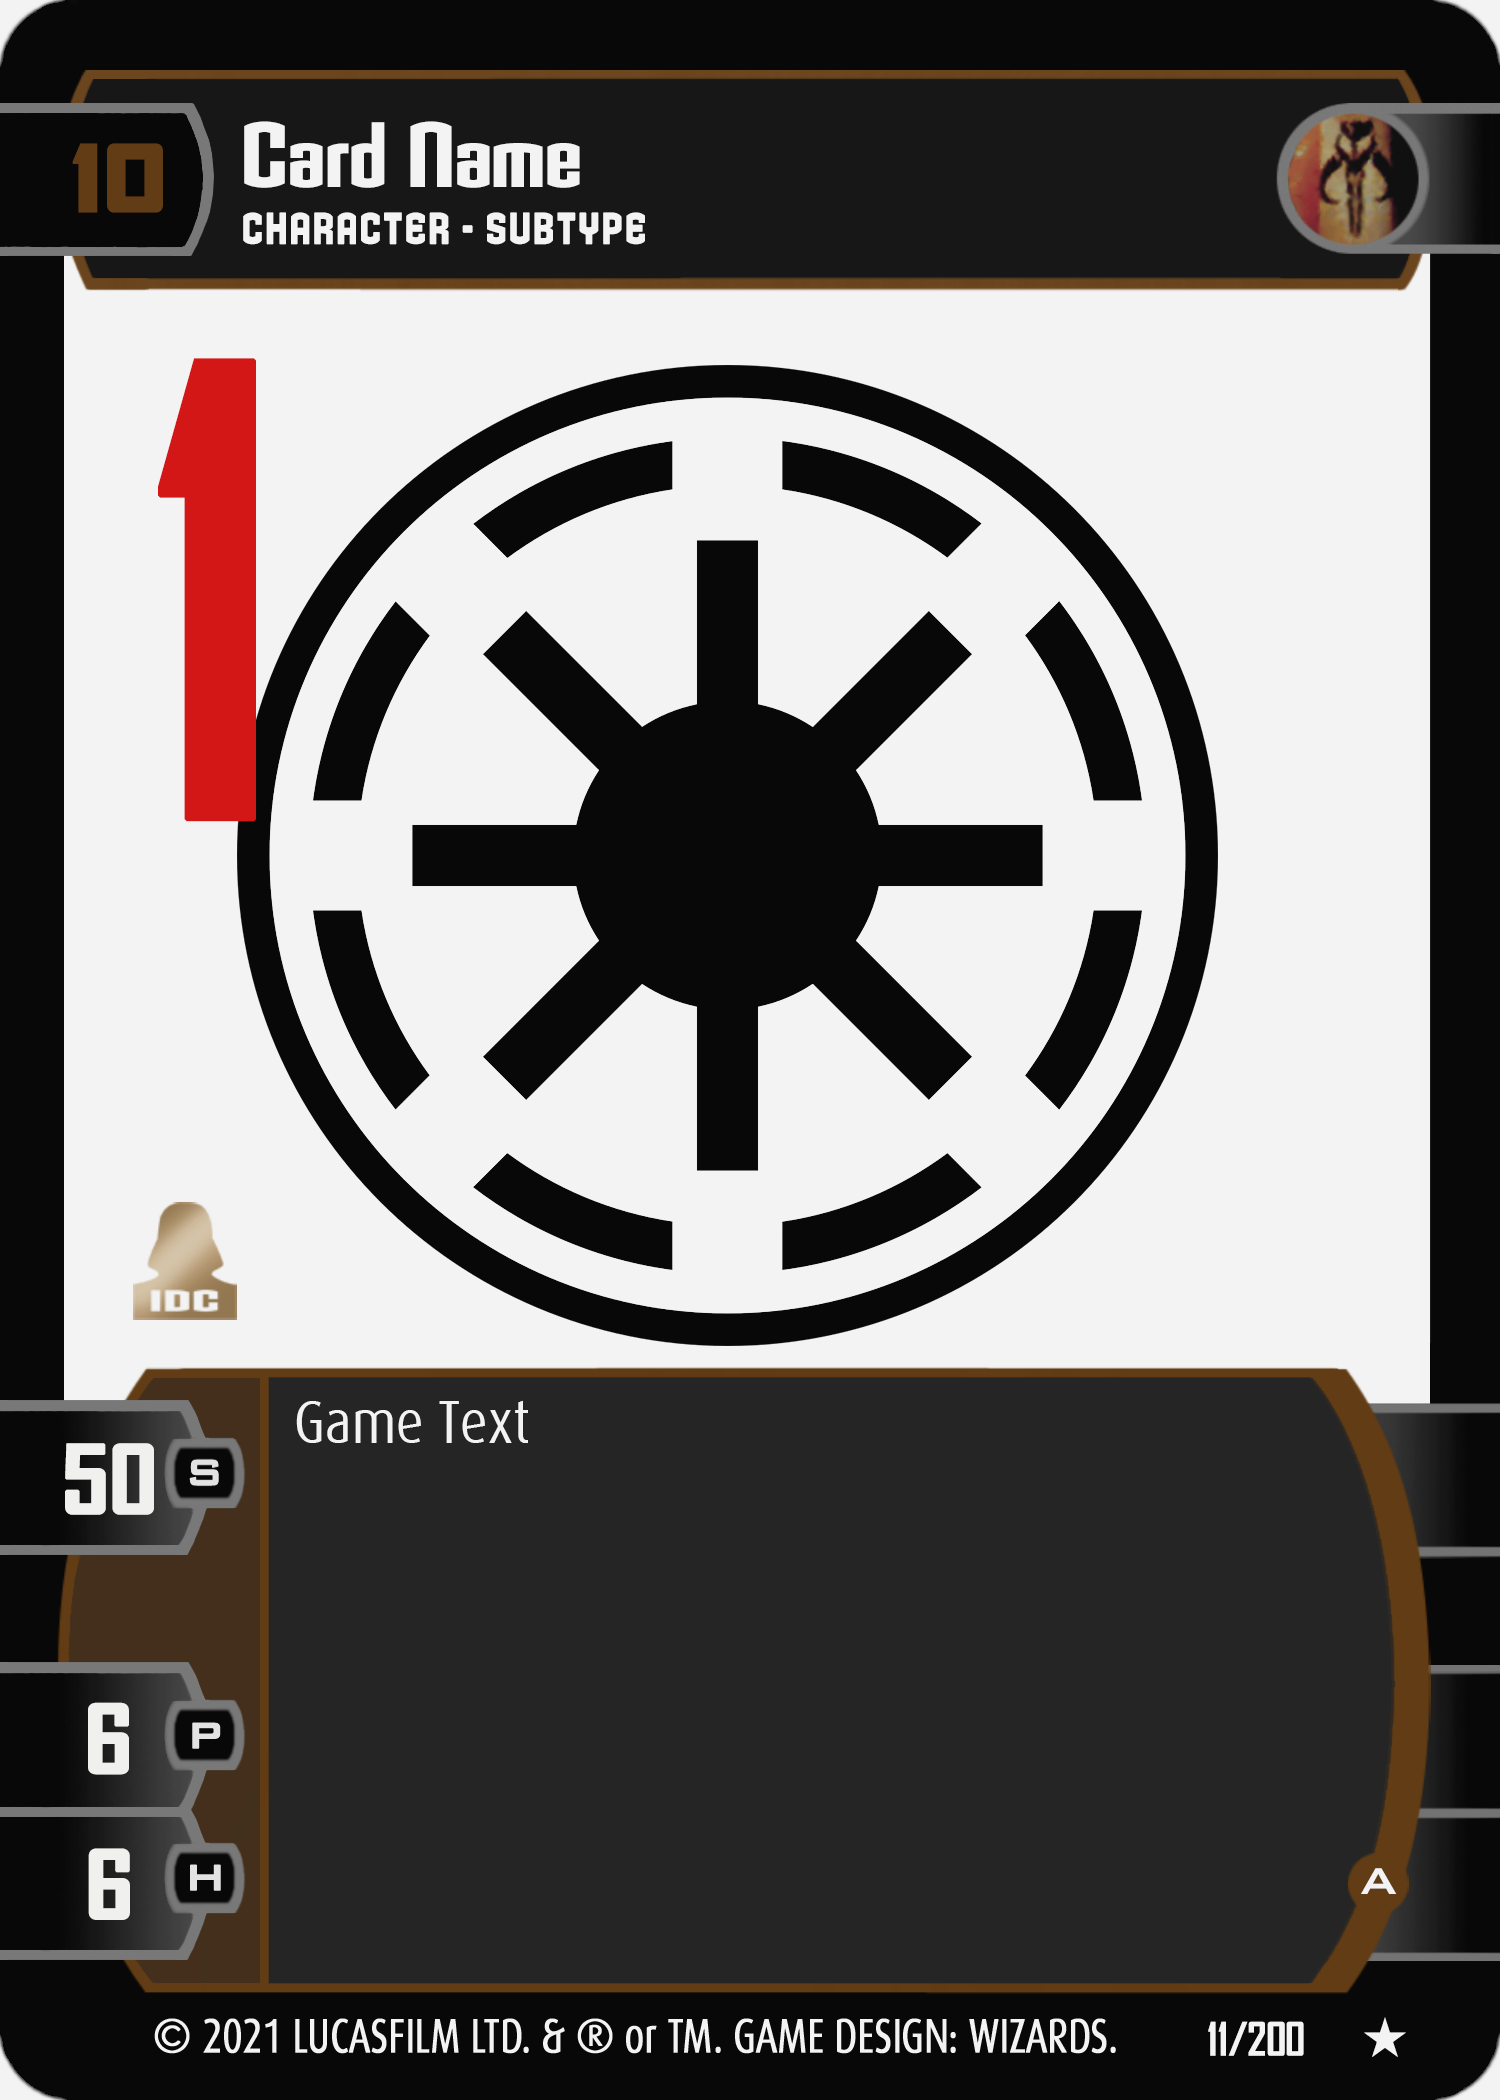 10
Card Name
CHARACTER - SUBTYPE
1
IDC
Game Text
50 S
6 P
6 H
A
© 2021 LUCASFILM LTD. & ® or TM. GAME DESIGN: WIZARDS.
11/200 ★